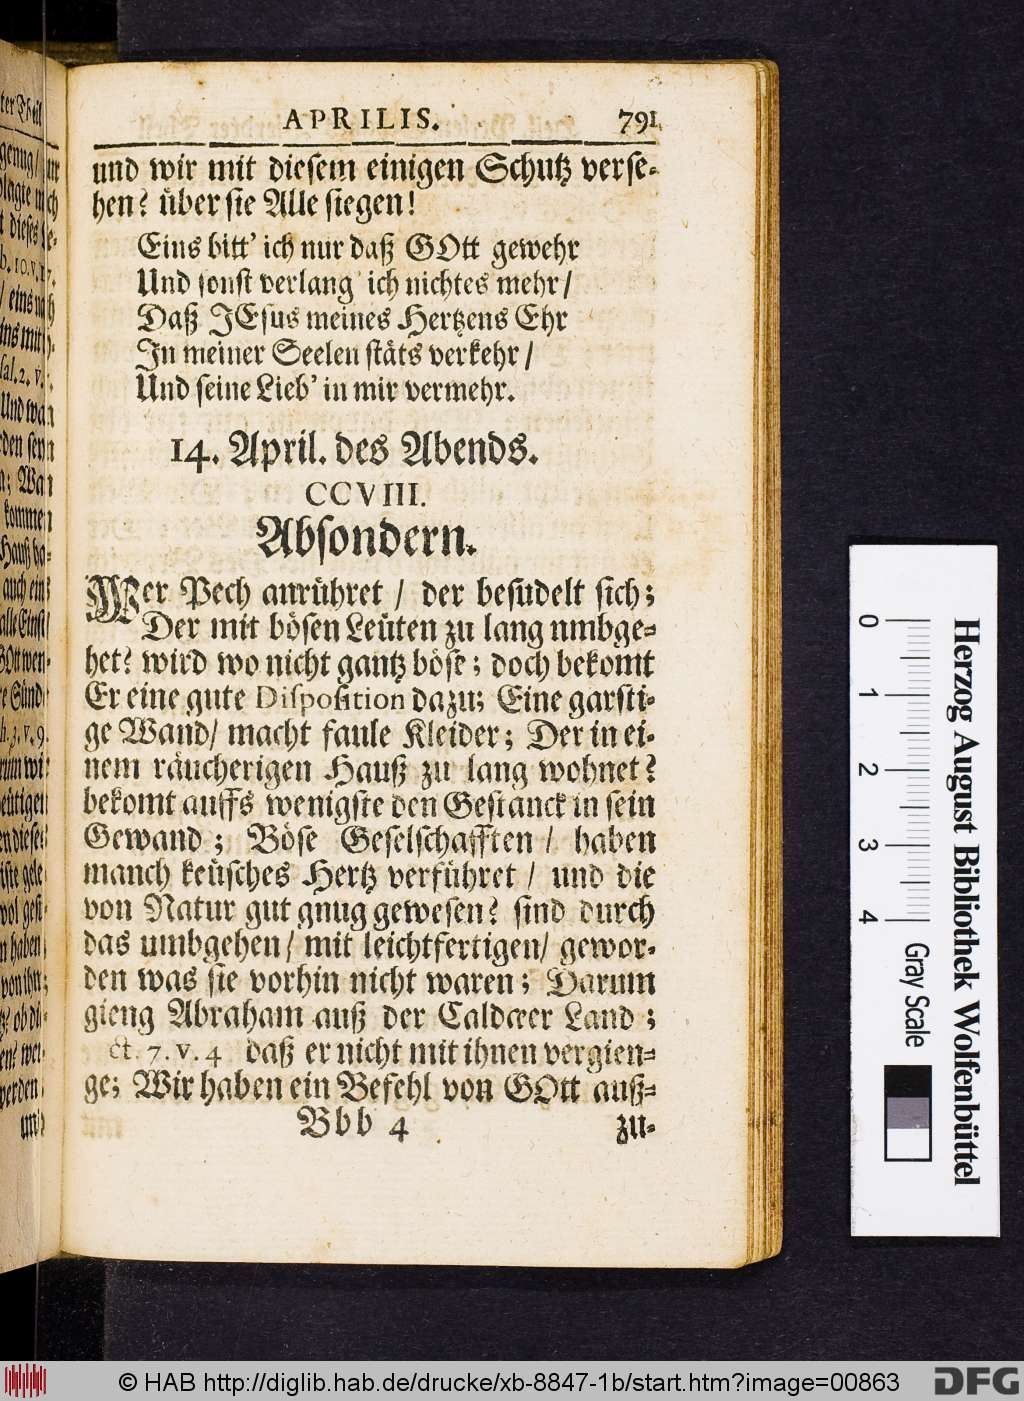 APRILIS. 791
und wir mit diesem einigen Schutz verse-
hen? über sie Alle siegen!
Eins bitt' ich nur daß GOtt gewehr
Und sonst verlang' ich nichtes mehr/
Daß JEsus meines Hertzens Ehr
In meiner Seelen stäts verkehr/
Und seine Lieb' in mir vermehr.
14. April. des Abends.
CCVIII.
Absondern.
Wer Pech anrühret / der besudelt sich;
Der mit bösen Leüten zu lang umbge-
het? wird wo nicht gantz böse; doch bekomt
Er eine gute Disposition dazu; Eine garsti-
ge Wand/ macht faule Kleider; Der in ei-
nem räucherigen Hauß zu lang wohnet?
bekomt auffs wenigste den Gestanck in sein
Gewand; Böse Geselschafften/ haben
manch keüsches Hertz verführet / und die
von Natur gut gnug gewesen? sind durch
das umbgehen/ mit leichtfertigen/ gewor-
den was sie vorhin nicht waren; Darum
gieng Abraham auß der Caldæer Land;
ct. 7. v. 4 daß er nicht mit ihnen vergien-
ge; Wir haben ein Befehl von GOtt auß-
Bbb 4 zu-
0
1
2
3
4
Gray Scale
Herzog August Bibliothek Wolfenbüttel
© HAB http://diglib.hab.de/drucke/xb-8847-1b/start.htm?image=00863
DFG